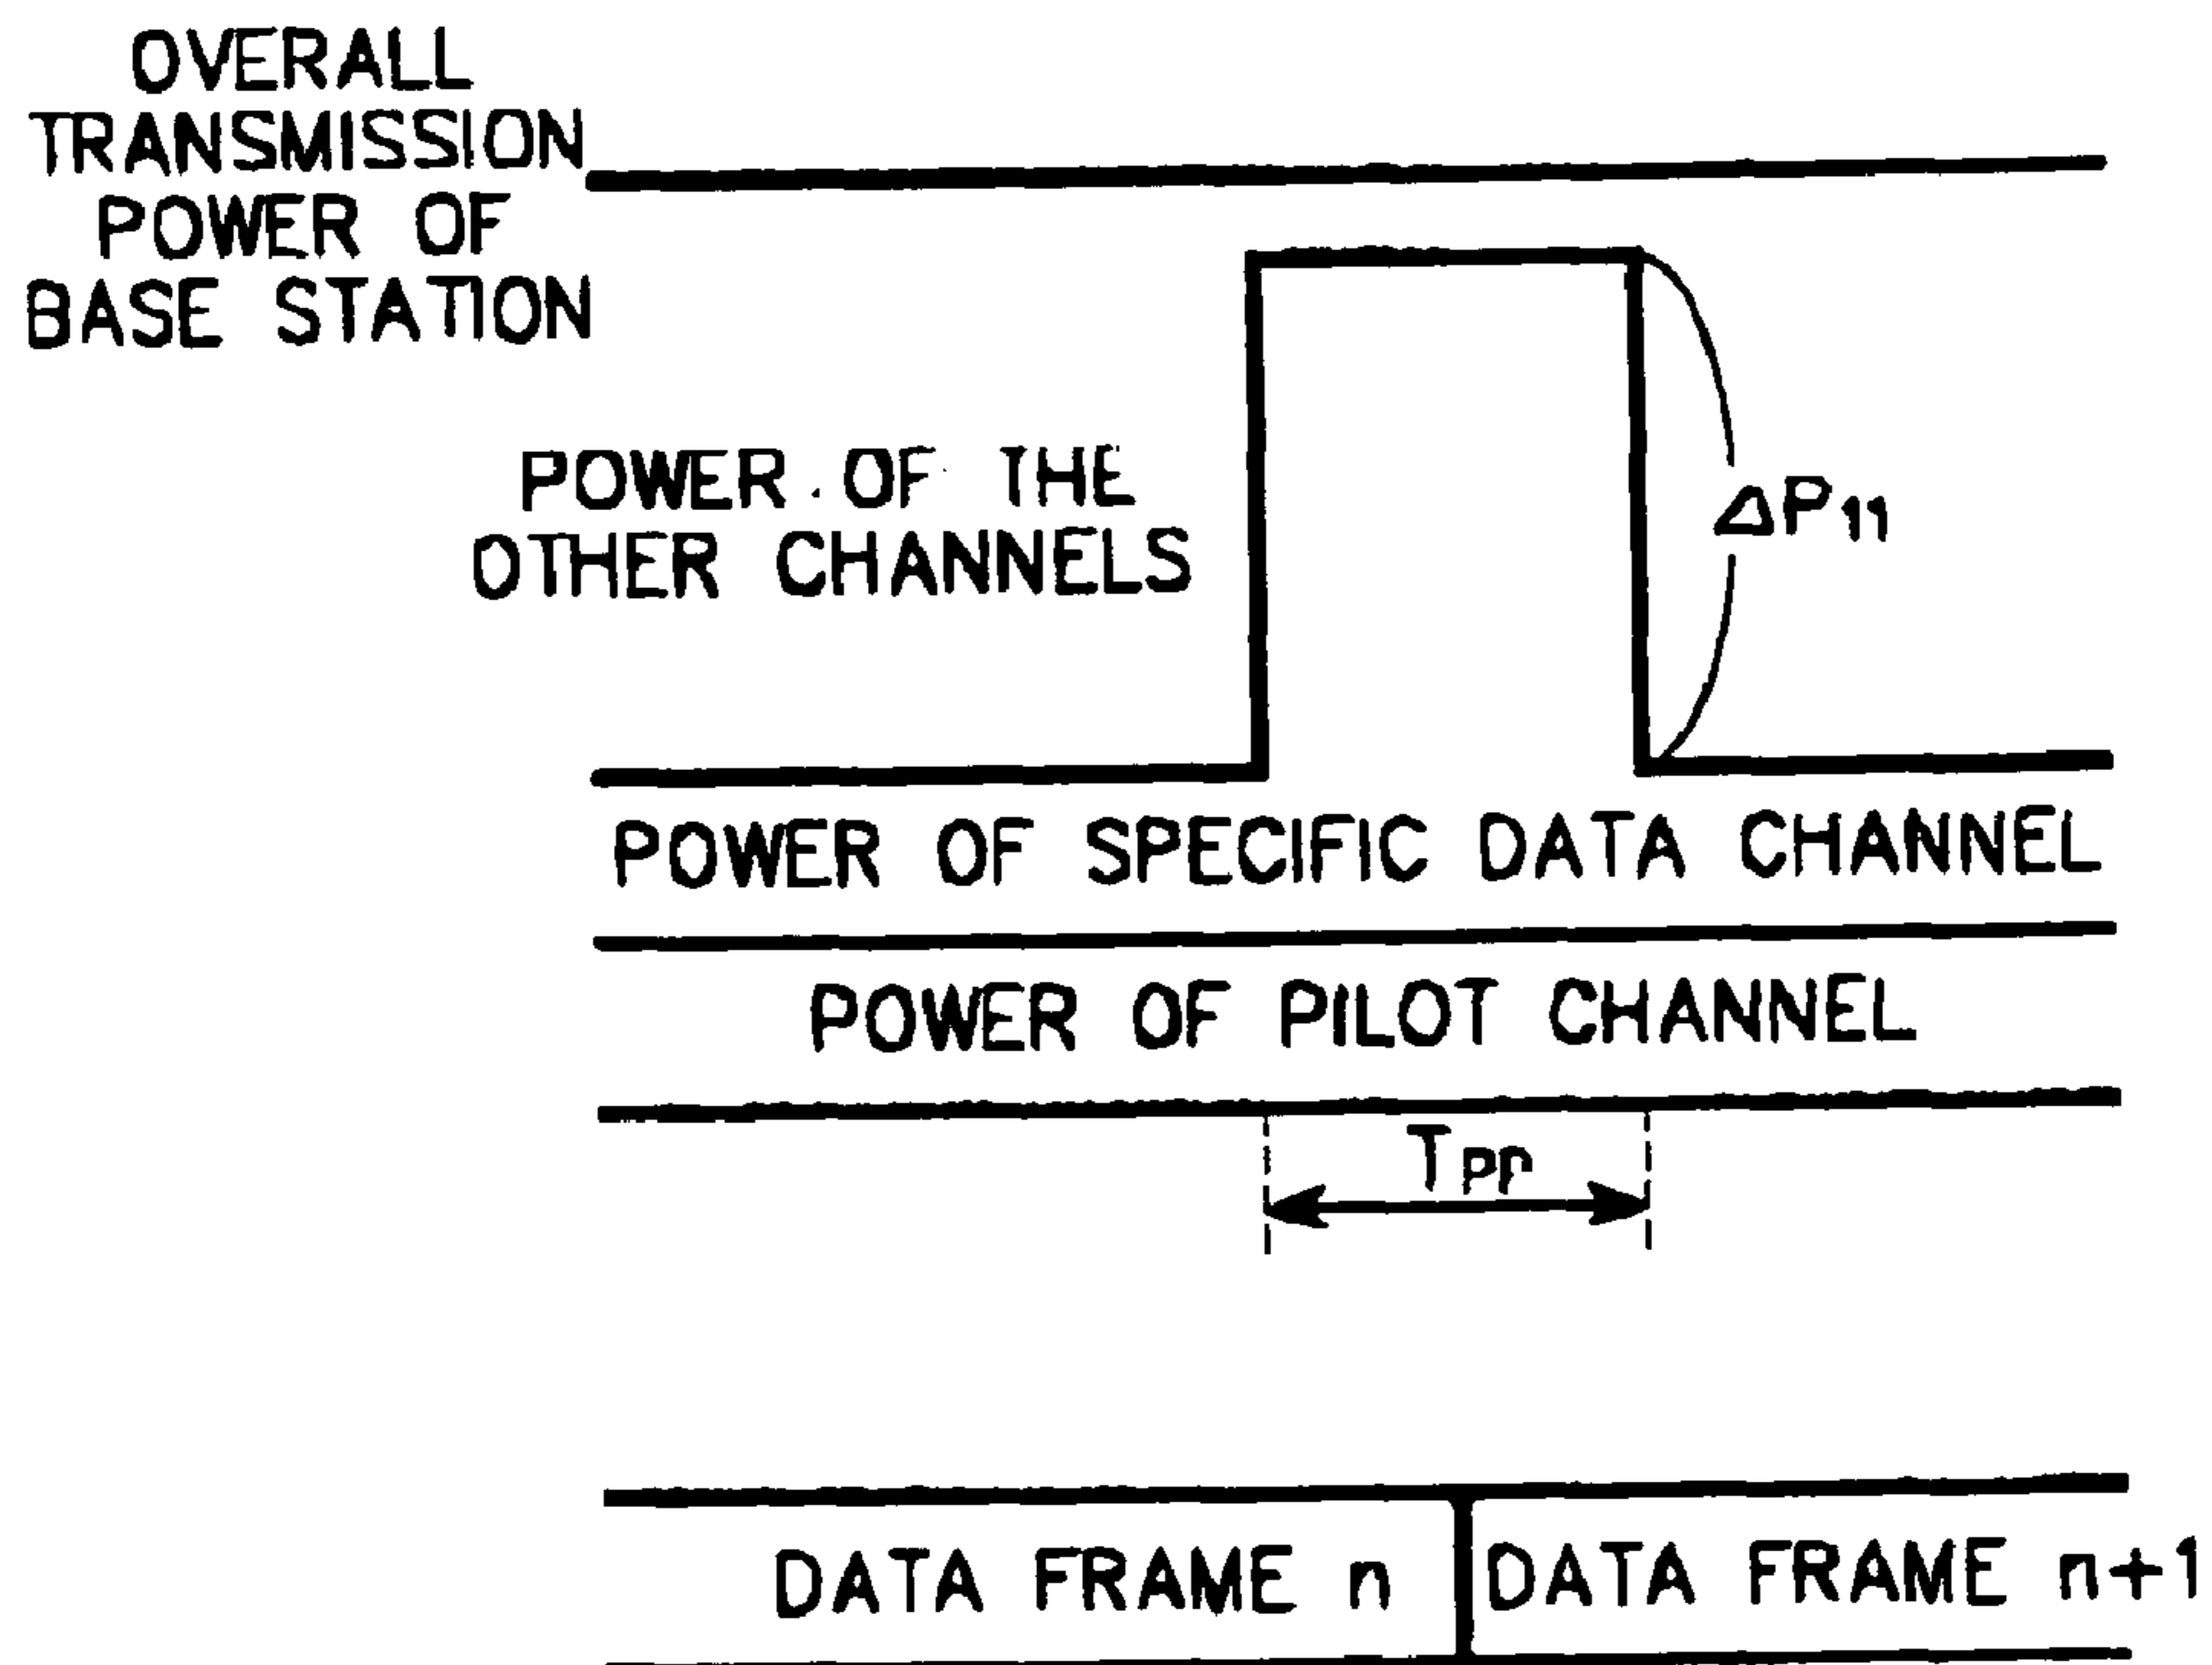 OVERALL
TRANSMISSION
POWER OF
BASE STATION
POWER OF THE
OTHER CHANNELS
ΔP11
POWER OF SPECIFIC DATA CHANNEL
POWER OF PILOT CHANNEL
Tpp
DATA FRAME n DATA FRAME n+1